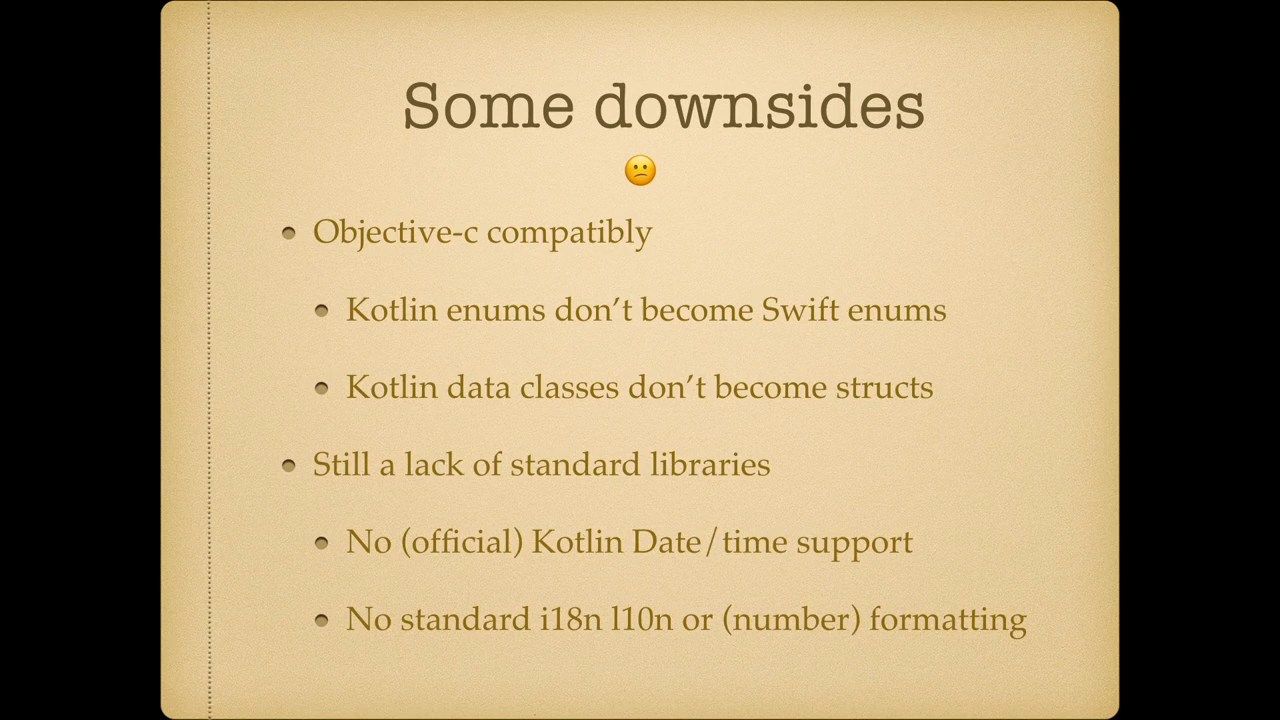 Some downsides
😕
Objective-c compatibly
Kotlin enums don’t become Swift enums
Kotlin data classes don’t become structs
Still a lack of standard libraries
No (official) Kotlin Date/time support
No standard i18n l10n or (number) formatting